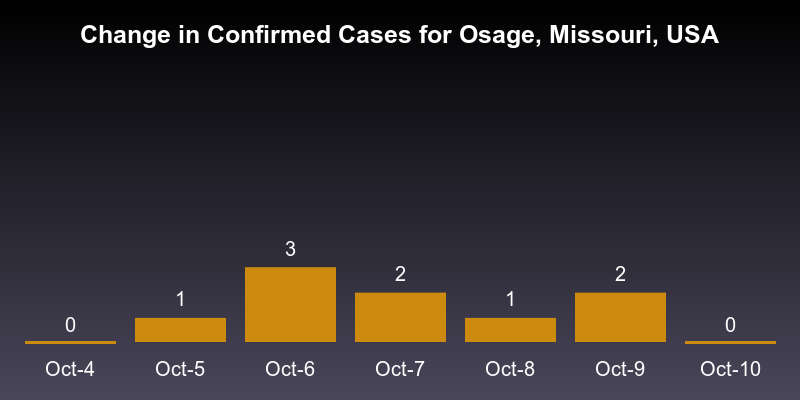 Change in Confirmed Cases for Osage, Missouri, USA
0 1 3 2 1 2 0
Oct-4 Oct-5 Oct-6 Oct-7 Oct-8 Oct-9 Oct-10